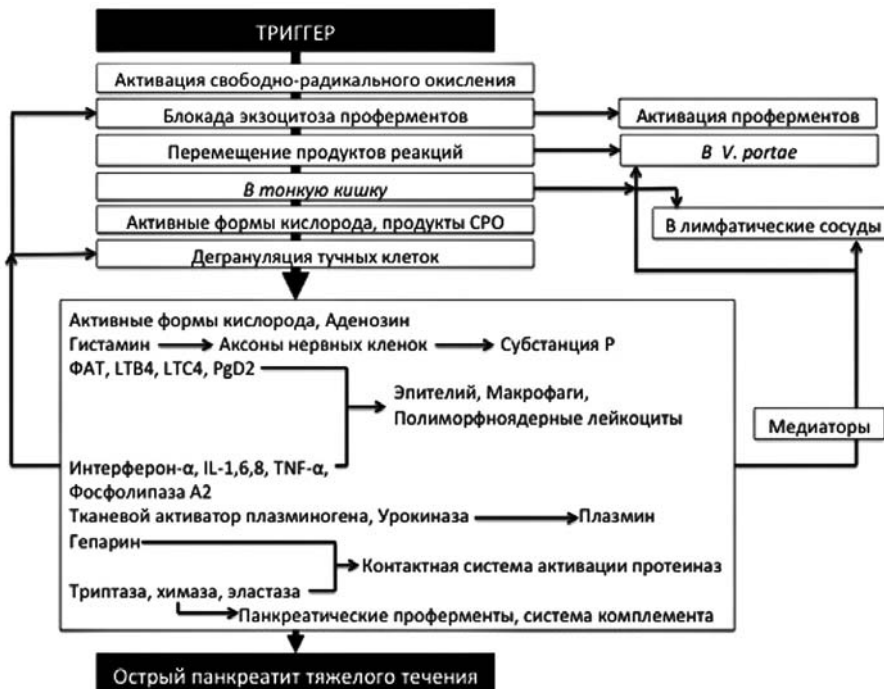 ТРИГГЕР
Активация свободно-радикального окисления
Блокада экзоцитоза проферментов
Активация проферментов
Перемещение продуктов реакций
В V. portae
В тонкую кишку
Активные формы кислорода, продукты СРО
В лимфатические сосуды
Дегрануляция тучных клеток
Активные формы кислорода, Аденозин
Гистамин
Аксоны нервных кленок
Субстанция Р
ФАТ, LTB4, LTC4, PgD2
Эпителий, Макрофаги,
Полиморфноядерные лейкоциты
Медиаторы
Интерферон-α, IL-1,6,8, TNF-α,
Фосфолипаза А2
Тканевой активатор плазминогена, Урокиназа
Плазмин
Гепарин
Контактная система активации протеиназ
Триптаза, химаза, эластаза
Панкреатические проферменты, система комплемента
Острый панкреатит тяжелого течения